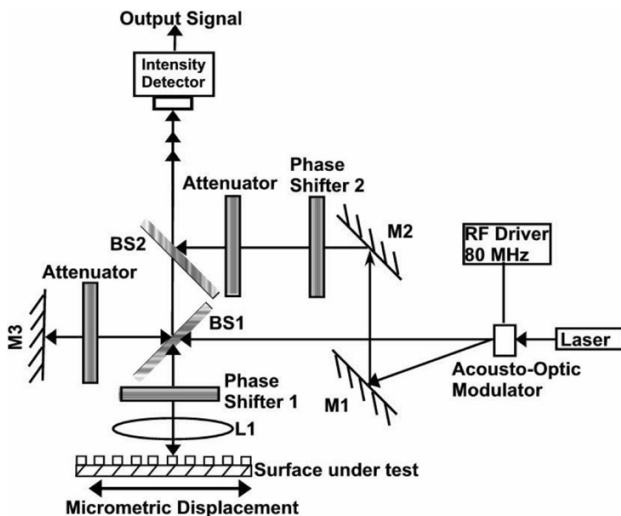 Output Signal
Intensity
Detector
Phase
Shifter 2
Attenuator
M2
BS2
RF Driver
80 MHz
Attenuator
BS1
M3
Laser
Acousto-Optic
Modulator
Phase
Shifter 1
M1
L1
Surface under test
Micrometric Displacement